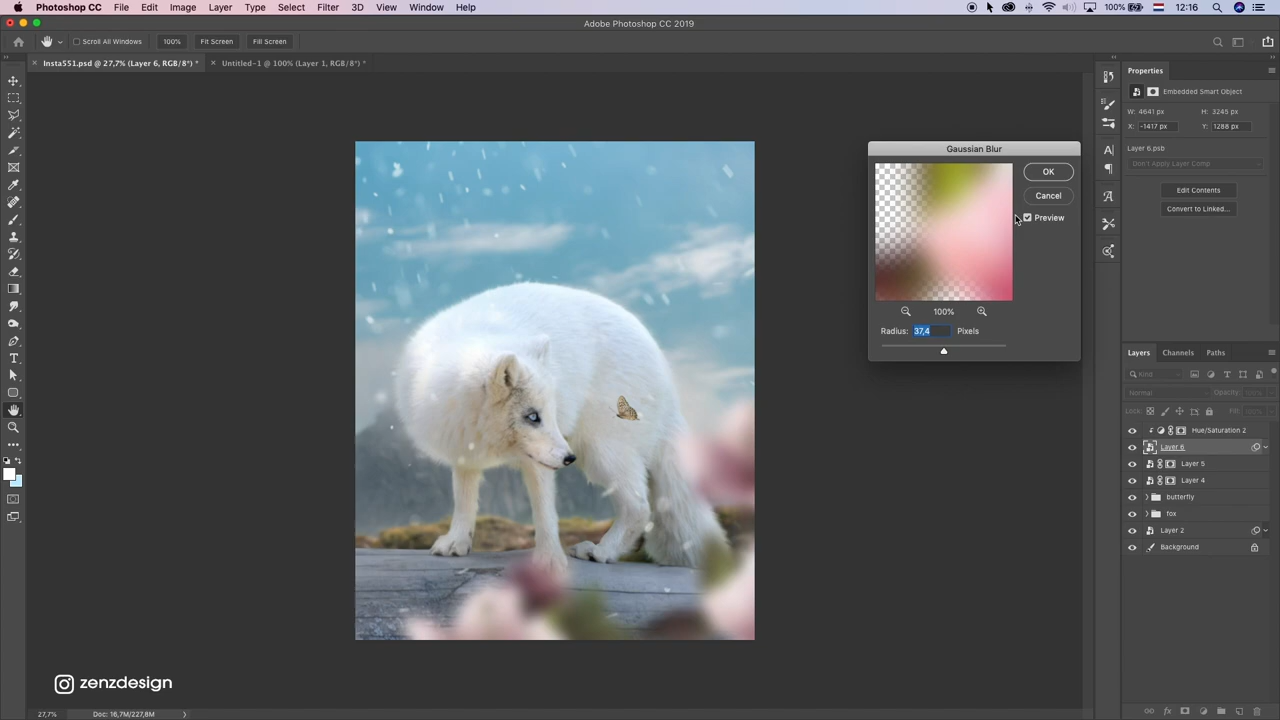 Photoshop CC File Edit Image Layer Type Select Filter 3D View Window Help 100% 12:16
Adobe Photoshop CC 2019
Scroll All Windows 100% Fit Screen Fill Screen
Insta551.psd @ 27,7% (Layer 6, RGB/8*) * Untitled-1 @ 100% (Layer 1, RGB/8*) *
Properties
Embedded Smart Object
W: 4641 px H: 3245 px
X: -1417 px Y: 1288 px
Layer 6.psb
Don't Apply Layer Comp
Edit Contents
Convert to Linked...
Gaussian Blur
OK
Cancel
Preview
100%
Radius: 37,4 Pixels
Layers Channels Paths
Kind
Normal Opacity:
Lock: Fill:
Hue/Saturation 2
Layer 6
Layer 5
Layer 4
butterfly
fox
Layer 2
Background
zenzdesign
27,7% Doc: 16,7M/227,8M